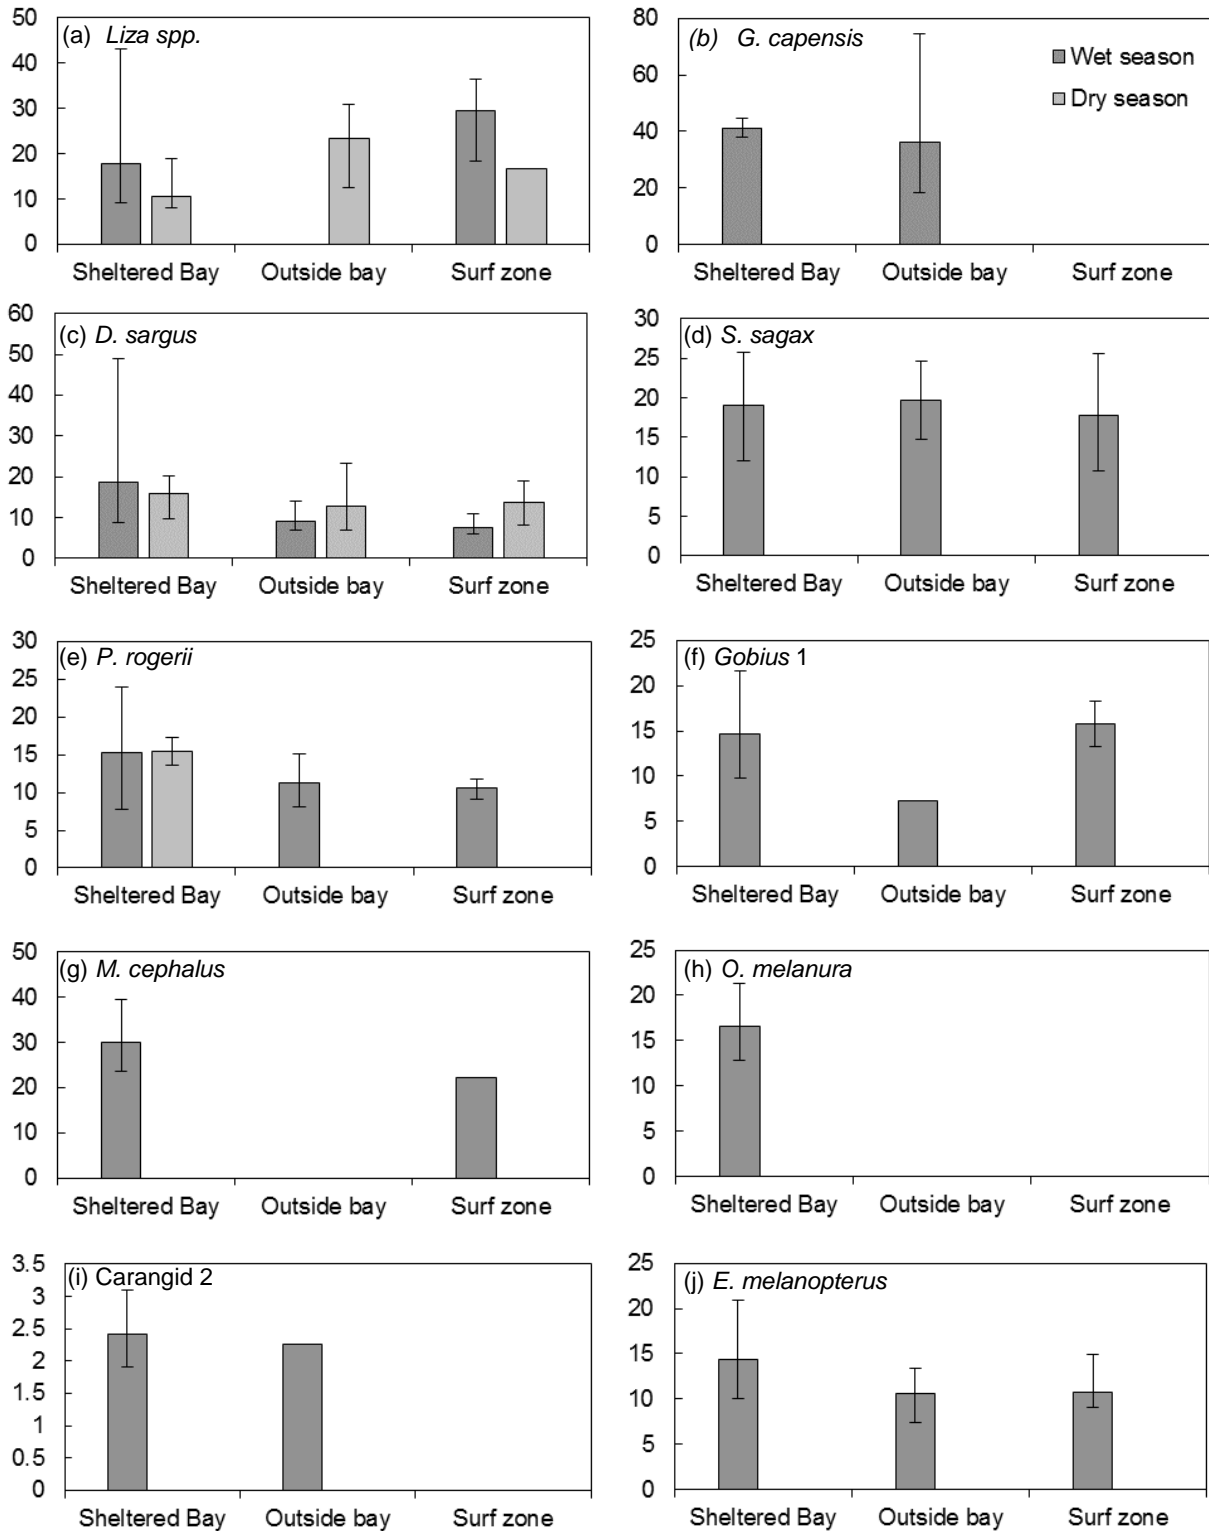 (a) Liza spp.
50
40
30
20
10
0
Sheltered Bay Outside bay Surf zone
(b) G. capensis
Wet season
Dry season
80
60
40
20
0
Sheltered Bay Outside bay Surf zone
(c) D. sargus
60
50
40
30
20
10
0
Sheltered Bay Outside bay Surf zone
(d) S. sagax
30
25
20
15
10
5
0
Sheltered Bay Outside bay Surf zone
(e) P. rogerii
30
25
20
15
10
5
0
Sheltered Bay Outside bay Surf zone
(f) Gobius 1
25
20
15
10
5
0
Sheltered Bay Outside bay Surf zone
(g) M. cephalus
50
40
30
20
10
0
Sheltered Bay Outside bay Surf zone
(h) O. melanura
25
20
15
10
5
0
Sheltered Bay Outside bay Surf zone
(i) Carangid 2
3.5
3
2.5
2
1.5
1
0.5
0
Sheltered Bay Outside bay Surf zone
(j) E. melanopterus
25
20
15
10
5
0
Sheltered Bay Outside bay Surf zone